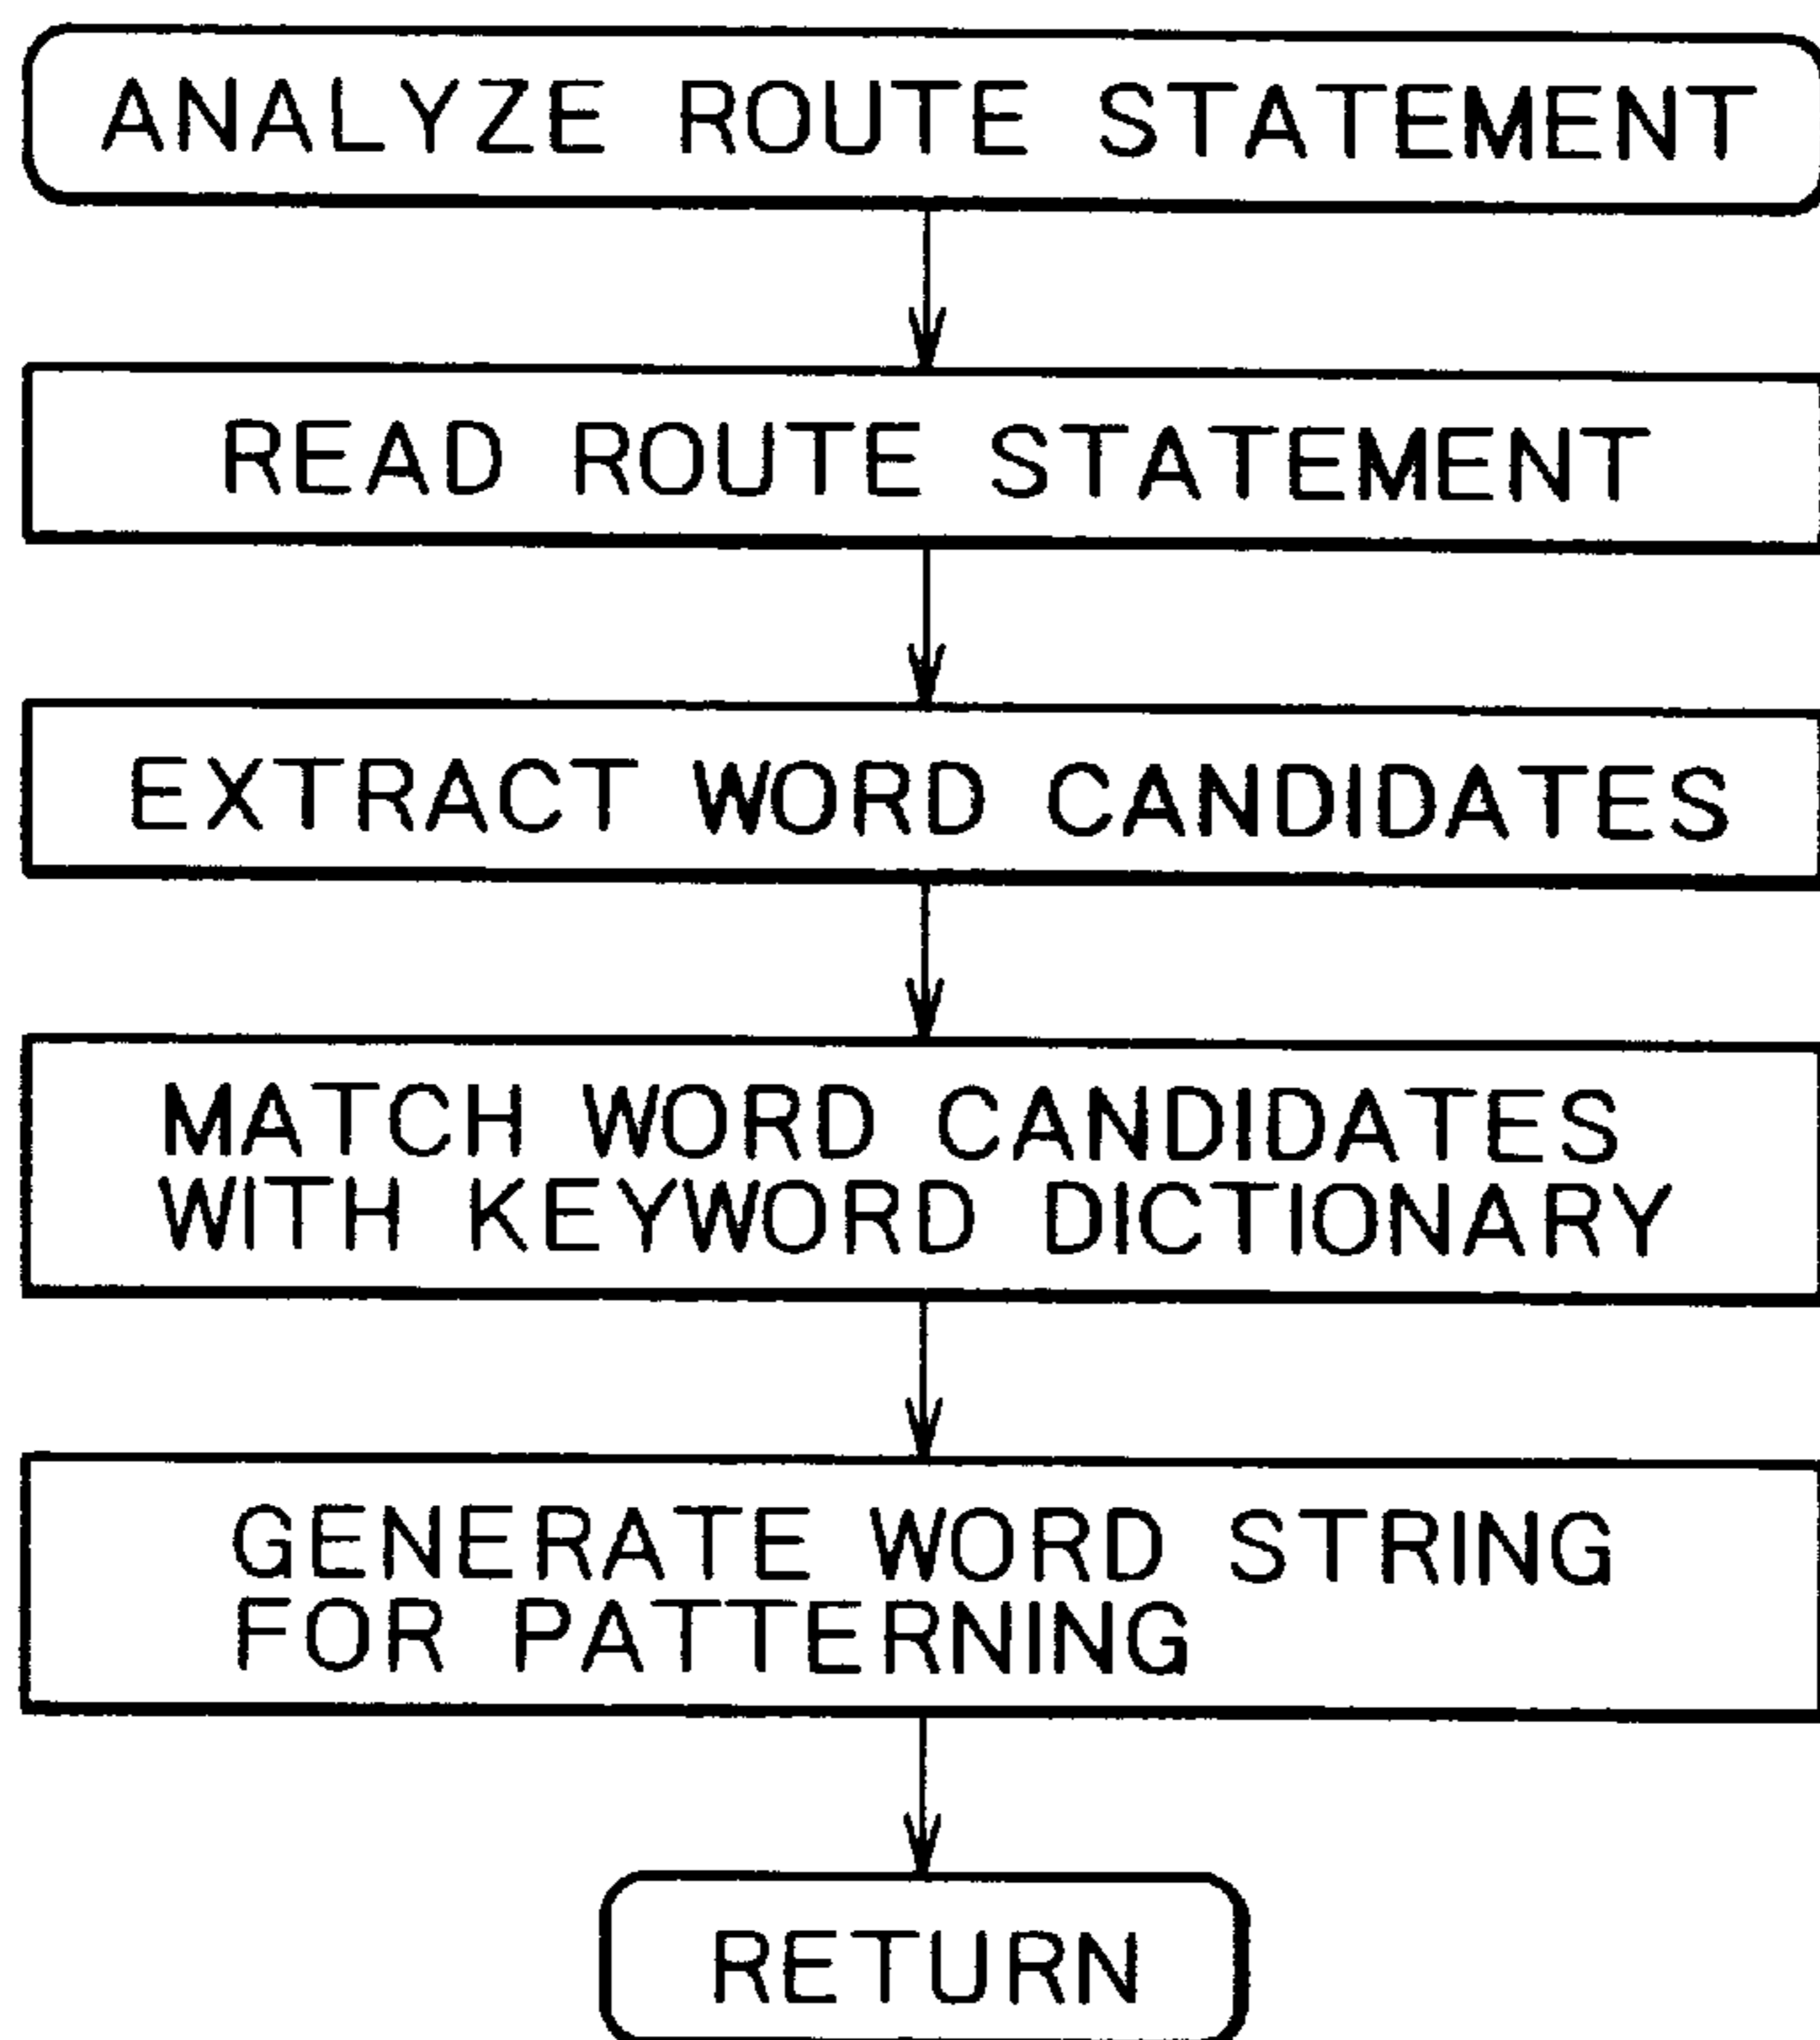 ANALYZE ROUTE STATEMENT
READ ROUTE STATEMENT
EXTRACT WORD CANDIDATES
MATCH WORD CANDIDATES
WITH KEYWORD DICTIONARY
GENERATE WORD STRING
FOR PATTERNING
RETURN